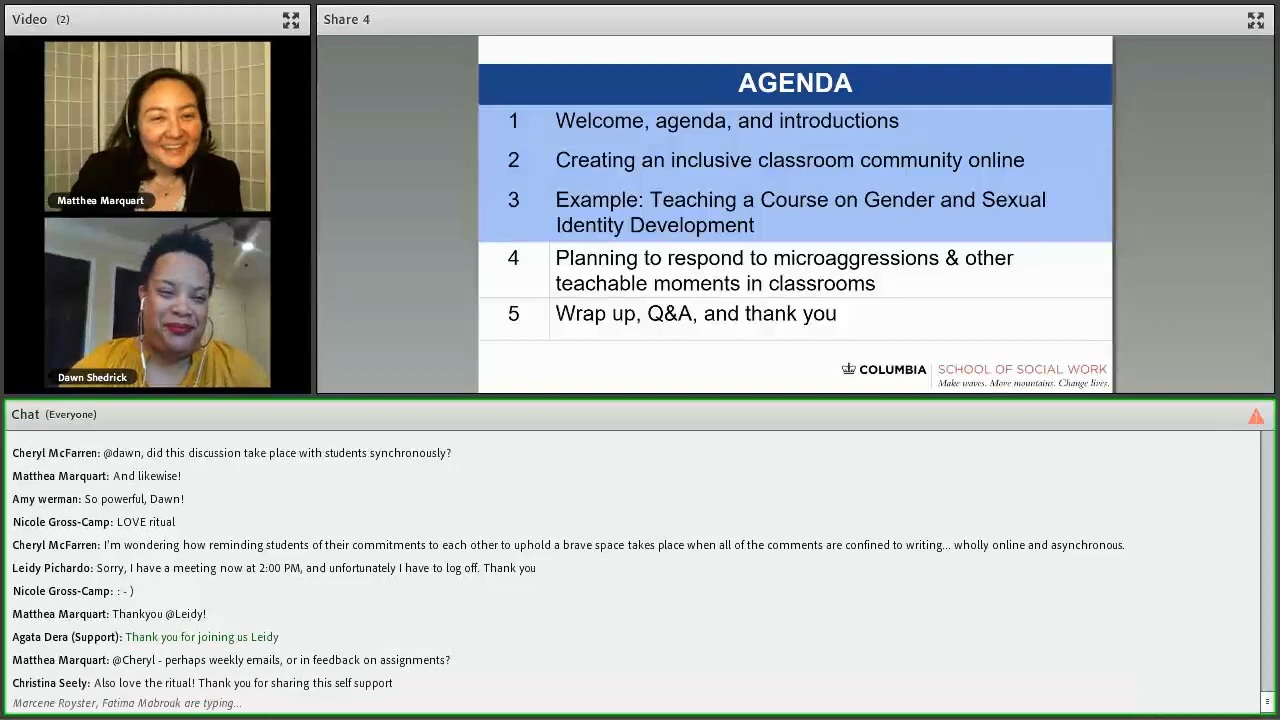 Video (2)
Matthea Marquart
Dawn Shedrick
Share 4
AGENDA
1 Welcome, agenda, and introductions
2 Creating an inclusive classroom community online
3 Example: Teaching a Course on Gender and Sexual
Identity Development
4 Planning to respond to microaggressions & other
teachable moments in classrooms
5 Wrap up, Q&A, and thank you
COLUMBIA SCHOOL OF SOCIAL WORK
Make waves. Move mountains. Change lives.
Chat (Everyone)
Cheryl McFarren: @dawn, did this discussion take place with students synchronously?
Matthea Marquart: And likewise!
Amy werman: So powerful, Dawn!
Nicole Gross-Camp: LOVE ritual
Cheryl McFarren: I'm wondering how reminding students of their commitments to each other to uphold a brave space takes place when all of the comments are confined to writing... wholly online and asynchronous.
Leidy Pichardo: Sorry, I have a meeting now at 2:00 PM, and unfortunately I have to log off. Thank you
Nicole Gross-Camp: : - )
Matthea Marquart: Thankyou @Leidy!
Agata Dera (Support): Thank you for joining us Leidy
Matthea Marquart: @Cheryl - perhaps weekly emails, or in feedback on assignments?
Christina Seely: Also love the ritual! Thank you for sharing this self support
Marcene Royster, Fatima Mabrouk are typing...